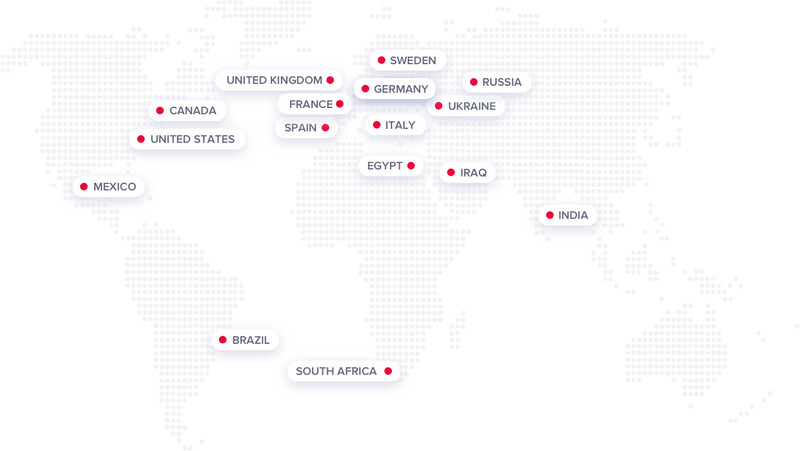 SWEDEN
UNITED KINGDOM
RUSSIA
GERMANY
FRANCE
UKRAINE
CANADA
ITALY
SPAIN
UNITED STATES
EGYPT
IRAQ
MEXICO
INDIA
BRAZIL
SOUTH AFRICA